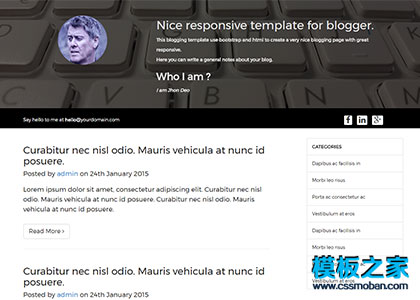 Nice responsive template for blogger.
This blogging template use bootstrap and html to create a very nice blogging page with great
responsive.
Here you can write a general notes about your blog.
Who I am ?
I am Jhon Deo
Say hello to me at hello@yourdomain.com
f in g+
Curabitur nec nisl odio. Mauris vehicula at nunc id
posuere.
Posted by admin on 24th January 2015
Lorem ipsum dolor sit amet, consectetur adipiscing elit. Curabitur nec nisl
odio. Mauris vehicula at nunc id posuere. Curabitur nec nisl odio. Mauris
vehicula at nunc id posuere.
Read More >
Curabitur nec nisl odio. Mauris vehicula at nunc id
posuere.
Posted by admin on 24th January 2015
CATEGORIES
Dapibus ac facilisis in
Morbi leo risus
Porta ac consectetur ac
Vestibulum at eros
Dapibus ac facilisis in
Morbi leo risus
Vestibulum at eros
模板之家
www.cssmoban.com